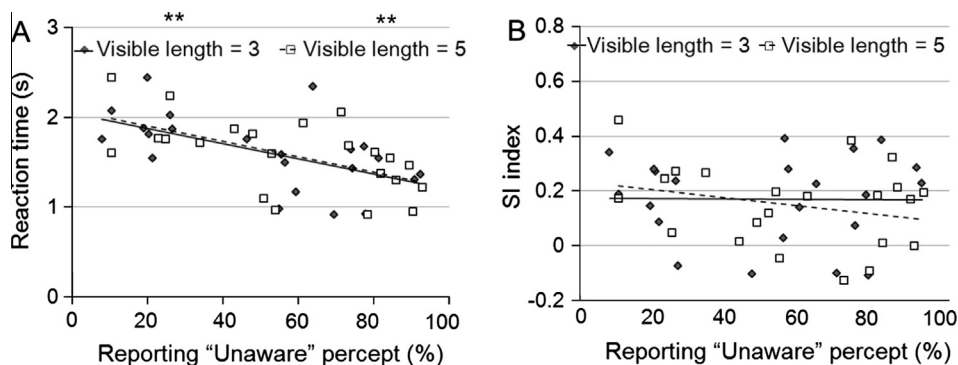 A
** **
Visible length = 3 Visible length = 5
Reaction time (s)
3
2
1
0
0 20 40 60 80 100
Reporting “Unaware” percept (%)
B
Visible length = 3 Visible length = 5
SI index
0.8
0.6
0.4
0.2
0
-0.2
0 20 40 60 80 100
Reporting “Unaware” percept (%)